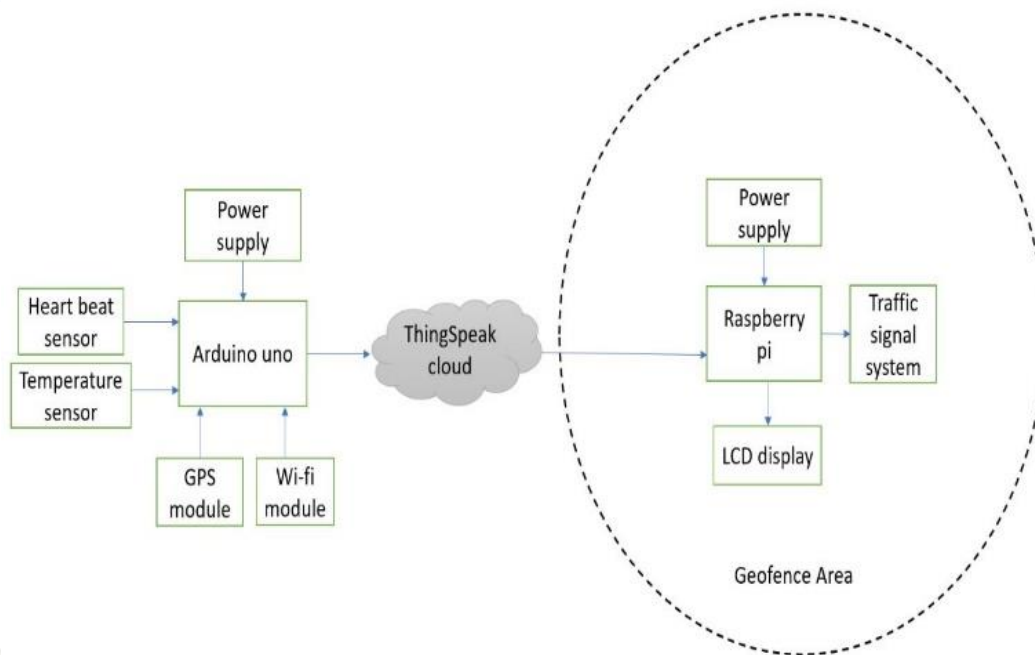 Power
supply
Heart beat
sensor
Arduino uno
Temperature
sensor
GPS
module
Wi-fi
module
ThingSpeak
cloud
Power
supply
Raspberry
pi
Traffic
signal
system
LCD display
Geofence Area